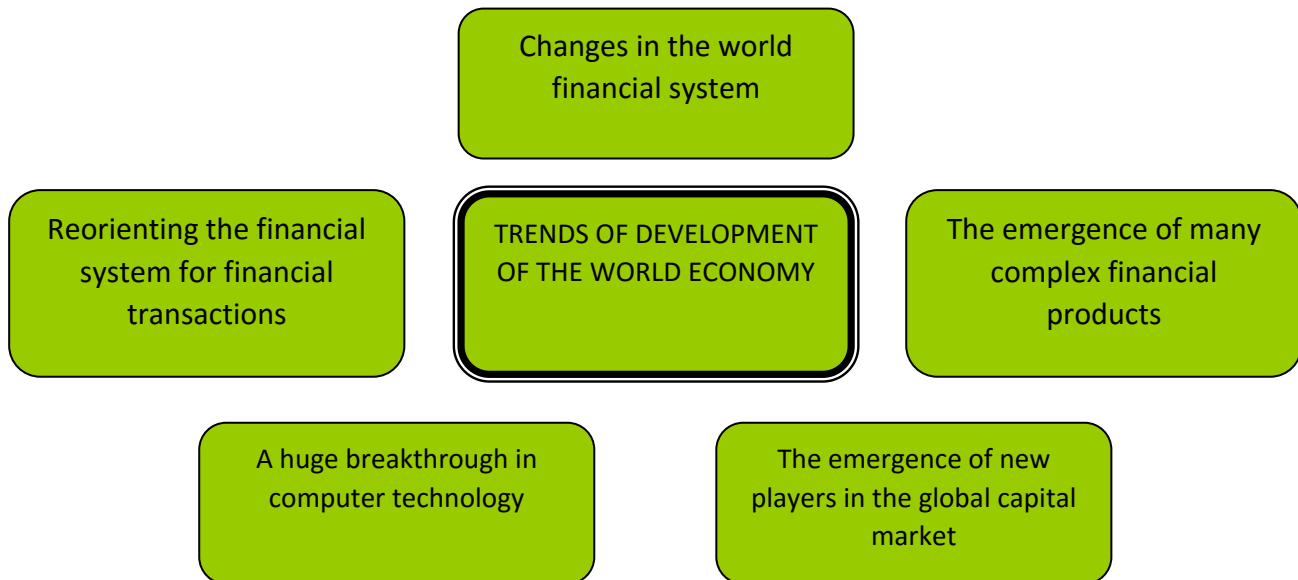 Changes in the world
financial system
Reorienting the financial
system for financial
transactions
TRENDS OF DEVELOPMENT
OF THE WORLD ECONOMY
The emergence of many
complex financial
products
A huge breakthrough in
computer technology
The emergence of new
players in the global capital
market